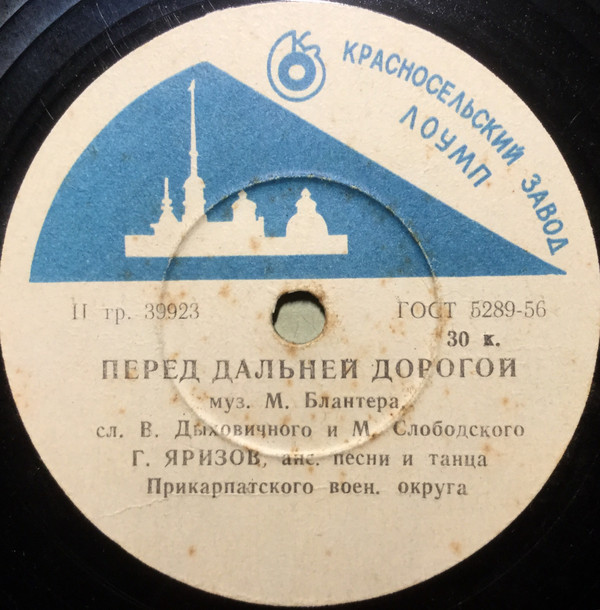 КРАСНОСЕЛЬСКИЙ ЗАВОД
ЛОУМП
II гр. 39923
ГОСТ 5289-56
30 к.
ПЕРЕД ДАЛЬНЕЙ ДОРОГОЙ
муз. М. Блантера,
сл. В. Дыховичного и М. Слободского
Г. ЯРИЗОВ, анс. песни и танца
Прикарпатского воен. округа